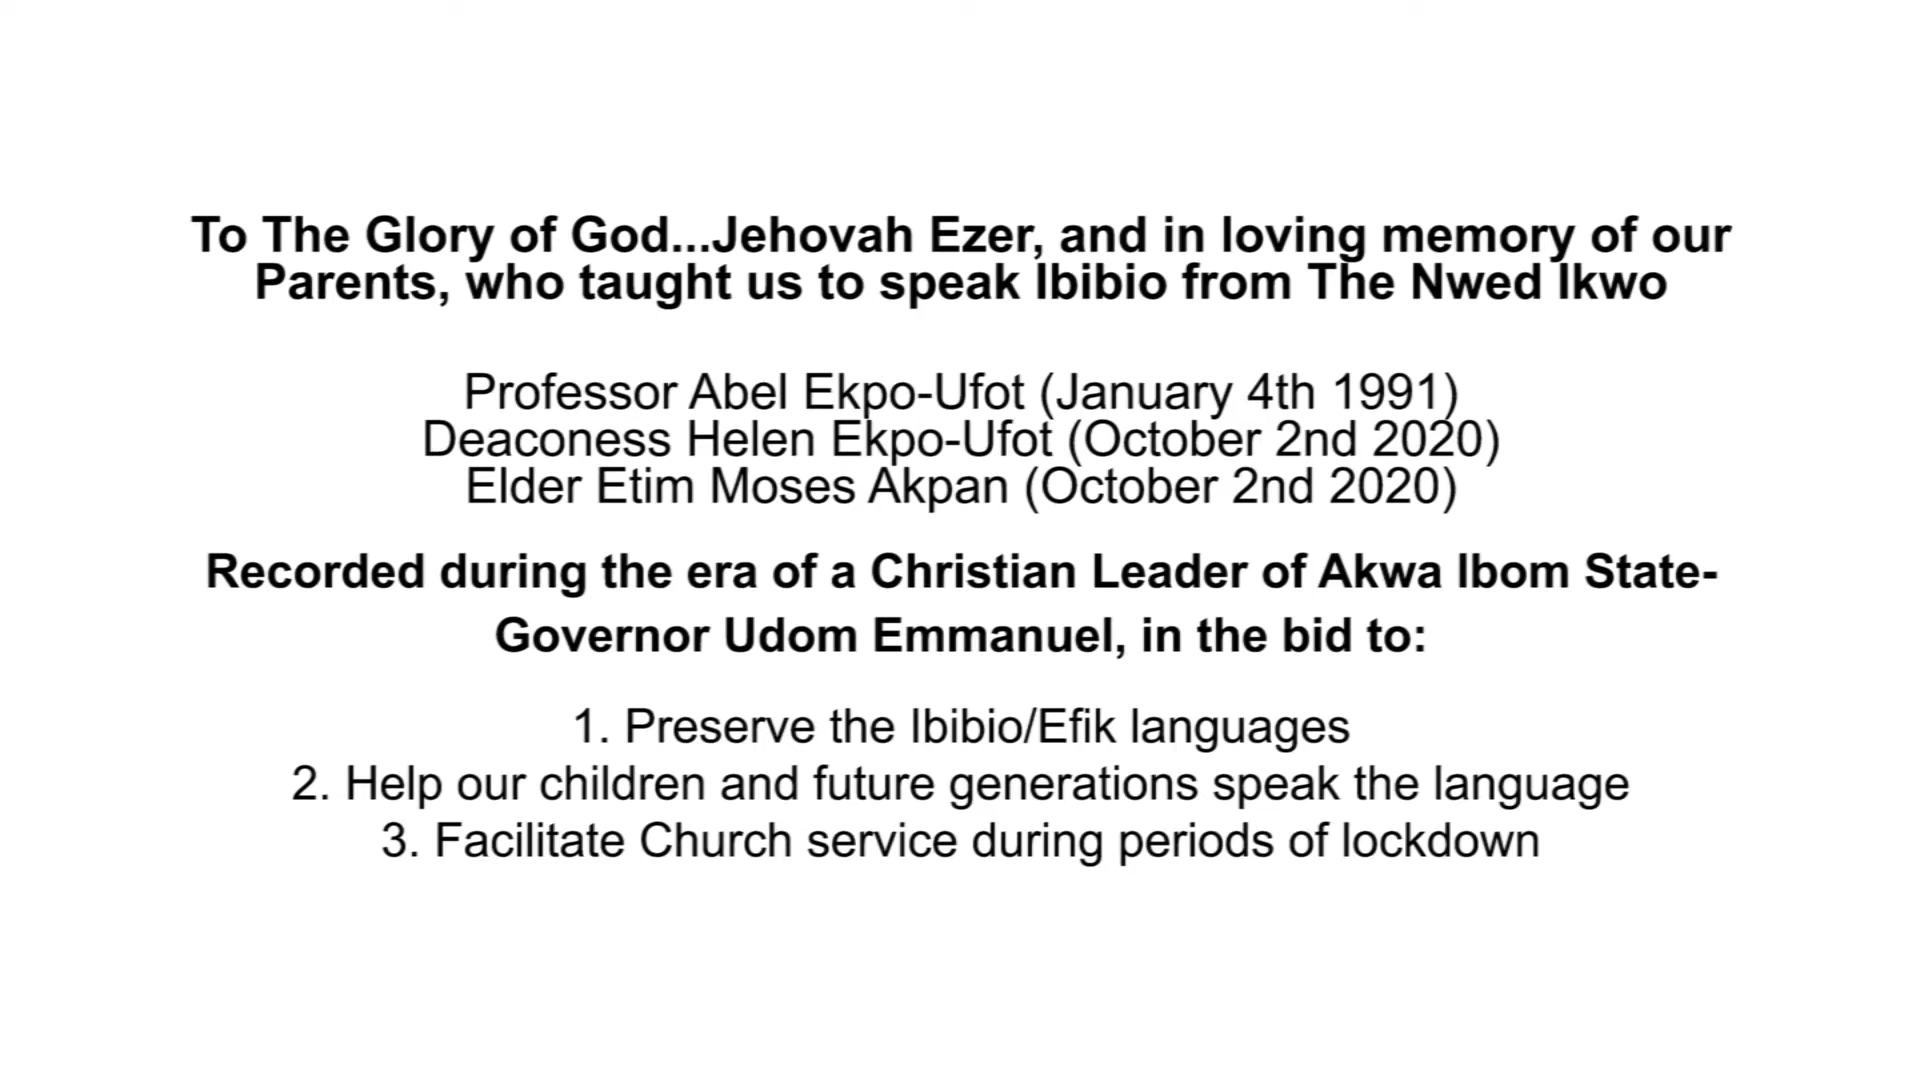 To The Glory of God...Jehovah Ezer, and in loving memory of our
Parents, who taught us to speak Ibibio from The Nwed Ikwo
Professor Abel Ekpo-Ufot (January 4th 1991)
Deaconess Helen Ekpo-Ufot (October 2nd 2020)
Elder Etim Moses Akpan (October 2nd 2020)
Recorded during the era of a Christian Leader of Akwa Ibom State-
Governor Udom Emmanuel, in the bid to:
1. Preserve the Ibibio/Efik languages
2. Help our children and future generations speak the language
3. Facilitate Church service during periods of lockdown